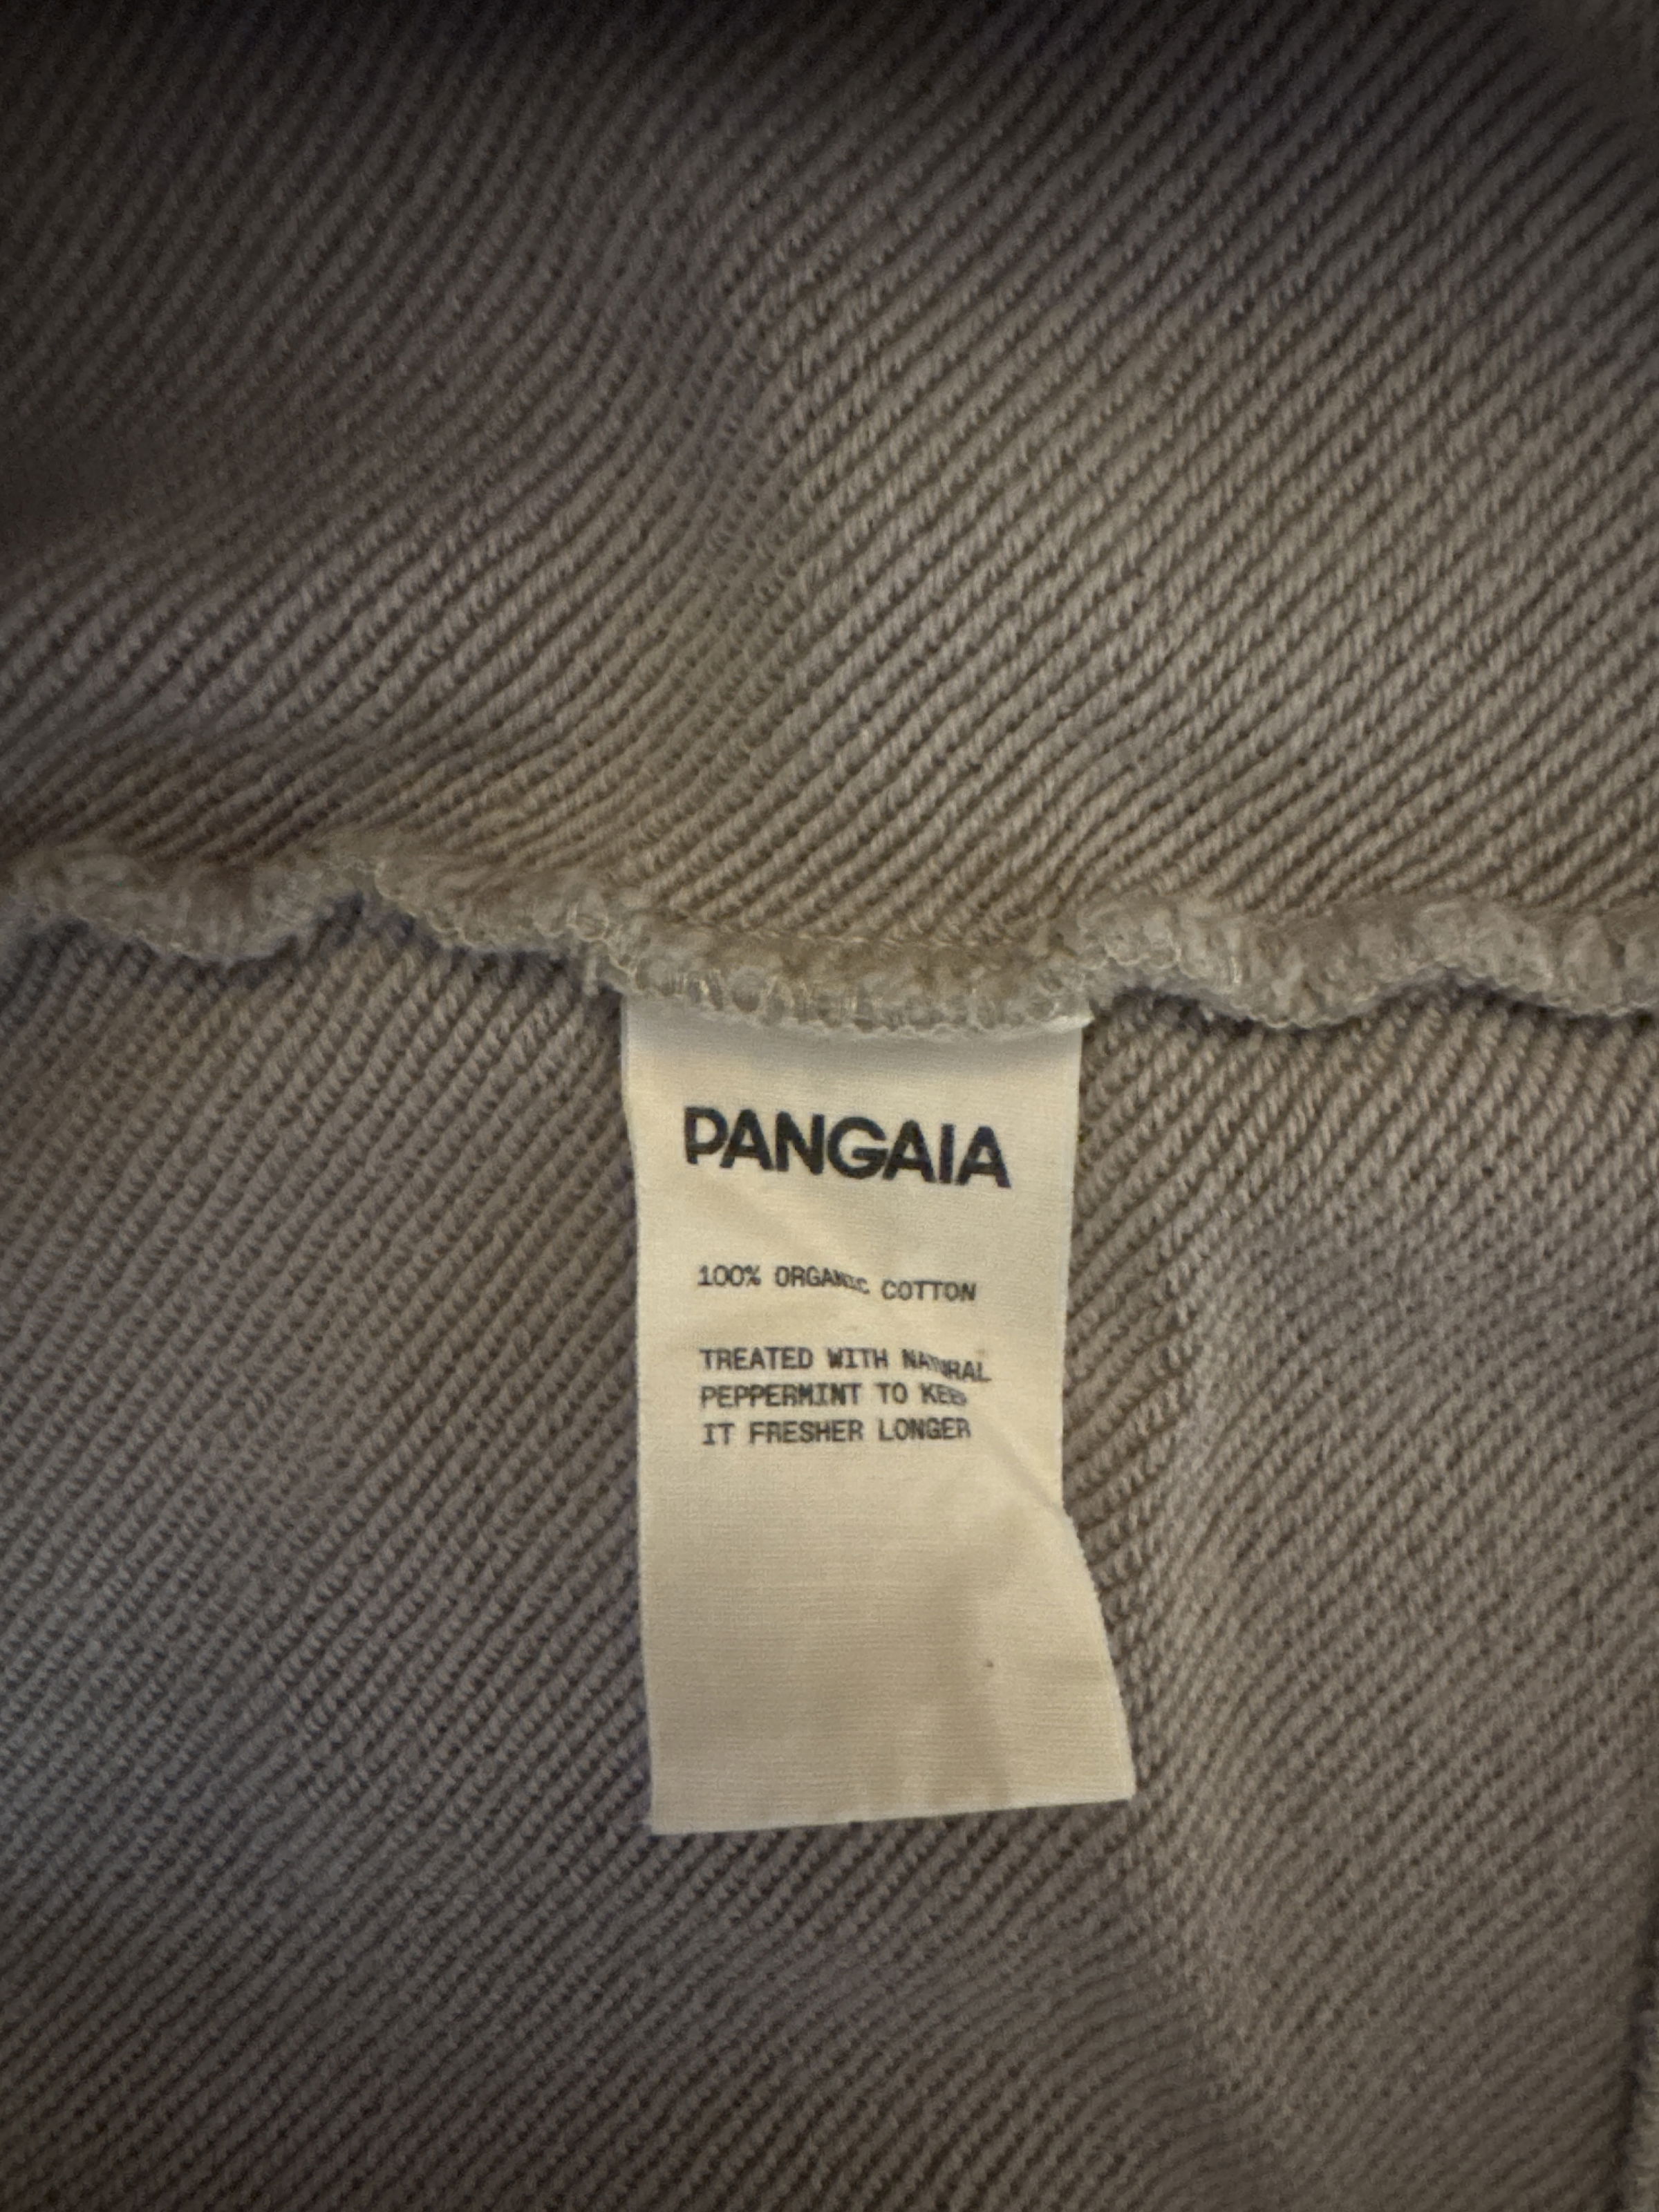 PANGAIA
100% ORGANIC COTTON
TREATED WITH NATURAL
PEPPERMINT TO KEEP
IT FRESHER LONGER